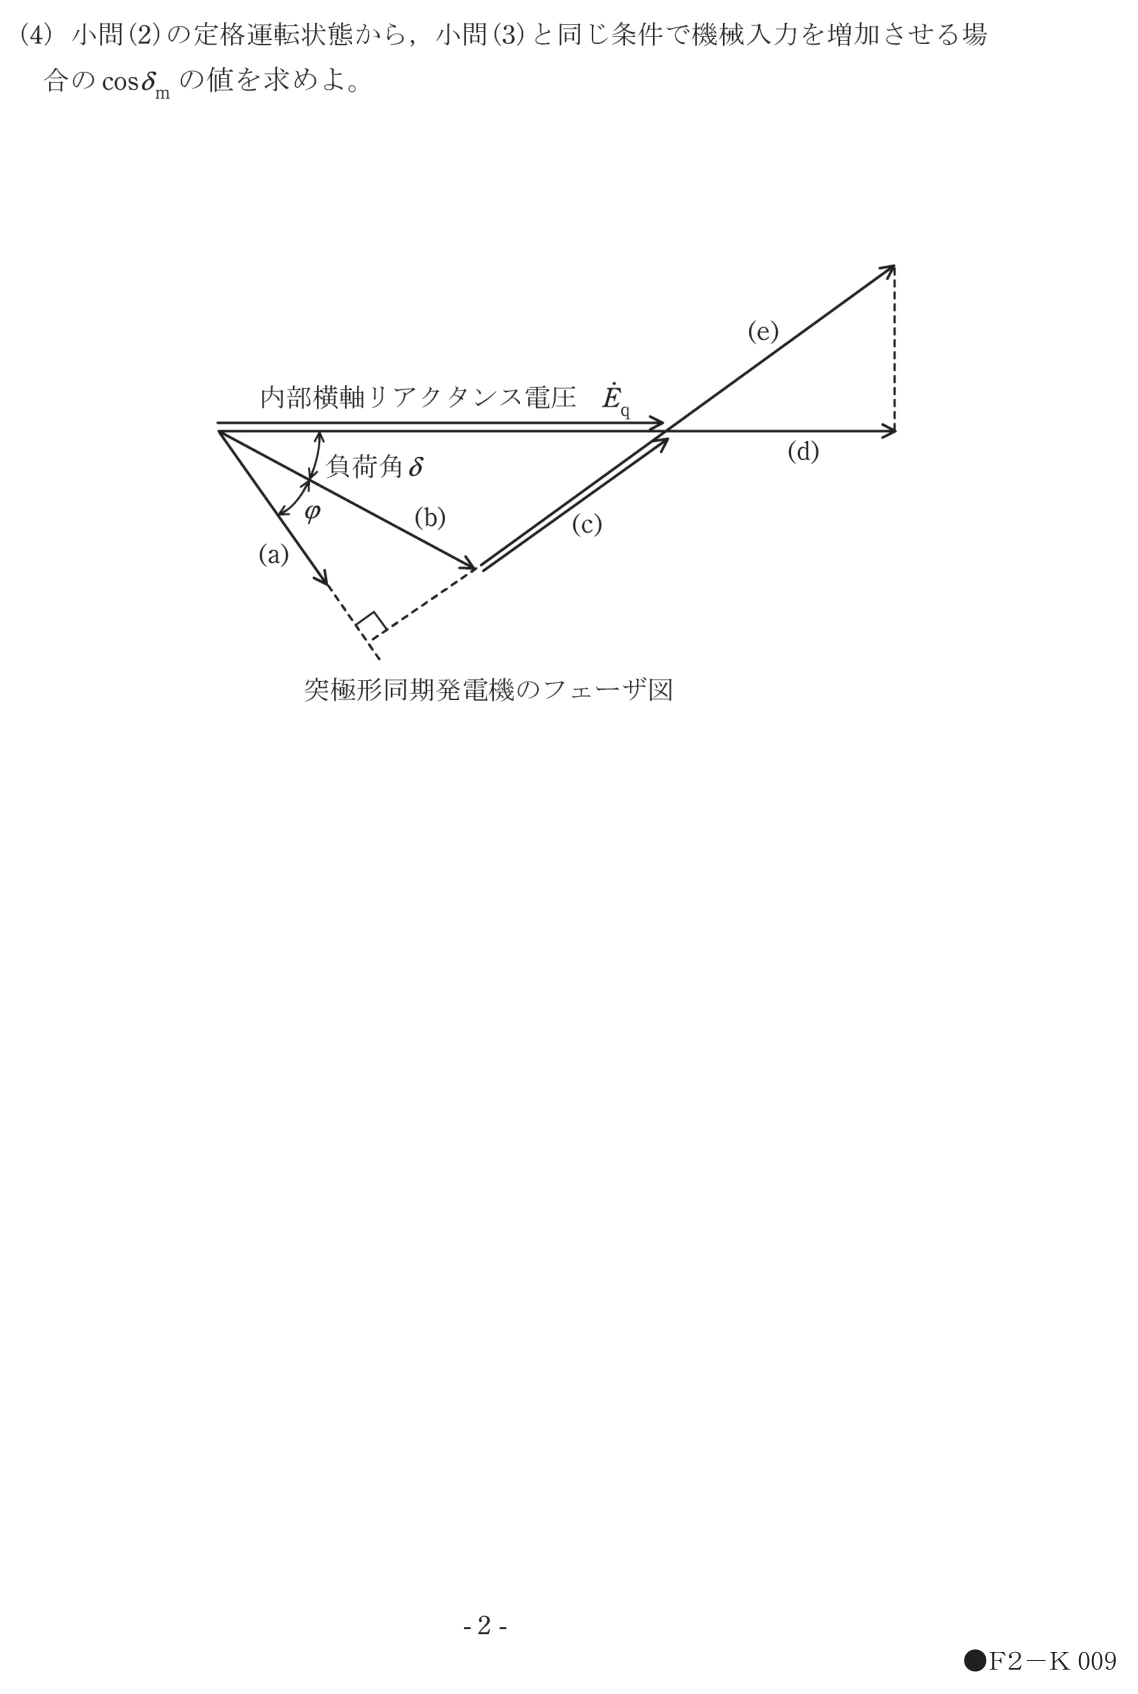 (4) 小問(2)の定格運転状態から，小問(3)と同じ条件で機械入力を増加させる場
合の cosδm の値を求めよ。
(e)
内部横軸リアクタンス電圧 Ėq
(d)
負荷角δ
φ
(b)
(c)
(a)
突極形同期発電機のフェーザ図
- 2 -
●F2－K 009